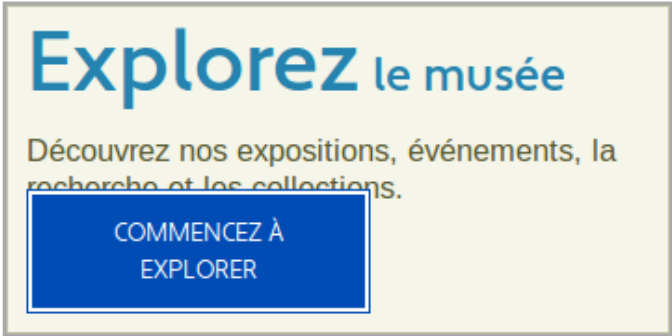 Explorez le musée
Découvrez nos expositions, événements, la
recherche et les collections.
COMMENCEZ À
EXPLORER